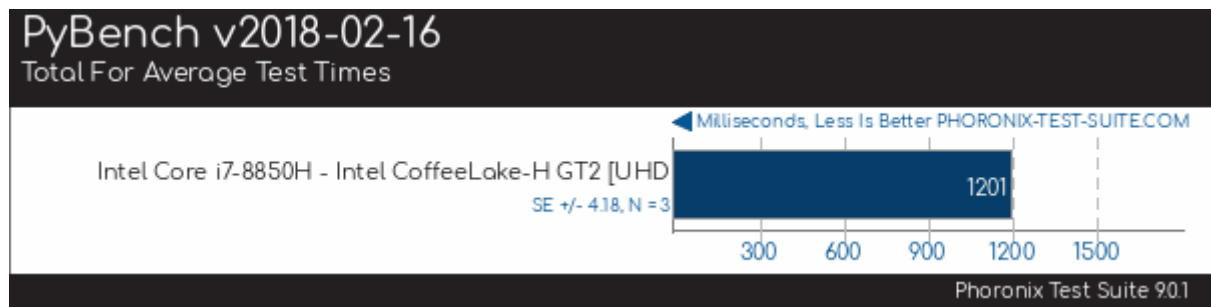 PyBench v2018-02-16
Total For Average Test Times
Milliseconds, Less Is Better PHORONIX-TEST-SUITE.COM
Intel Core i7-8850H - Intel CoffeeLake-H GT2 [UHD
1201
SE +/- 4.18, N = 3
300 600 900 1200 1500
Phoronix Test Suite 9.0.1